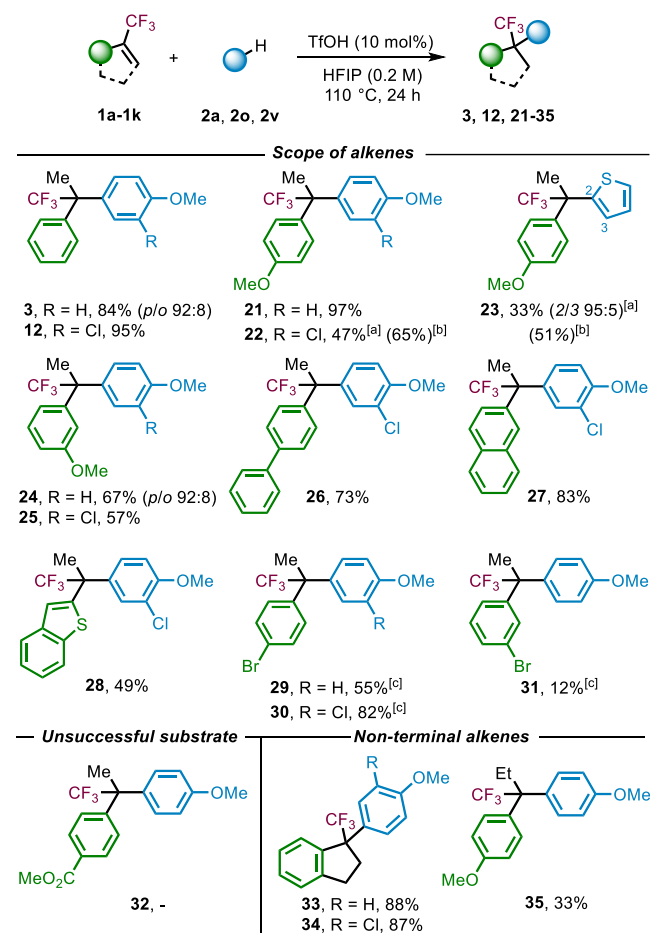 CF3
H
+
TfOH (10 mol%)
HFIP (0.2 M)
110 °C, 24 h
CF3
1a-1k
2a, 2o, 2v
3, 12, 21-35
Scope of alkenes
Me
CF3
OMe
R
3, R = H, 84% (p/o 92:8)
12, R = Cl, 95%
Me
CF3
OMe
R
MeO
21, R = H, 97%
22, R = Cl, 47%[a] (65%)[b]
Me
CF3
2
S
3
MeO
23, 33% (2/3 95:5)[a]
(51%)[b]
Me
CF3
OMe
R
OMe
24, R = H, 67% (p/o 92:8)
25, R = Cl, 57%
Me
CF3
OMe
Cl
26, 73%
Me
CF3
OMe
Cl
27, 83%
Me
CF3
OMe
Cl
S
28, 49%
Me
CF3
OMe
R
Br
29, R = H, 55%[c]
30, R = Cl, 82%[c]
Me
CF3
OMe
Br
31, 12%[c]
Unsuccessful substrate
Me
CF3
OMe
MeO2C
32, -
Non-terminal alkenes
R
OMe
CF3
33, R = H, 88%
34, R = Cl, 87%
Et
CF3
OMe
MeO
35, 33%